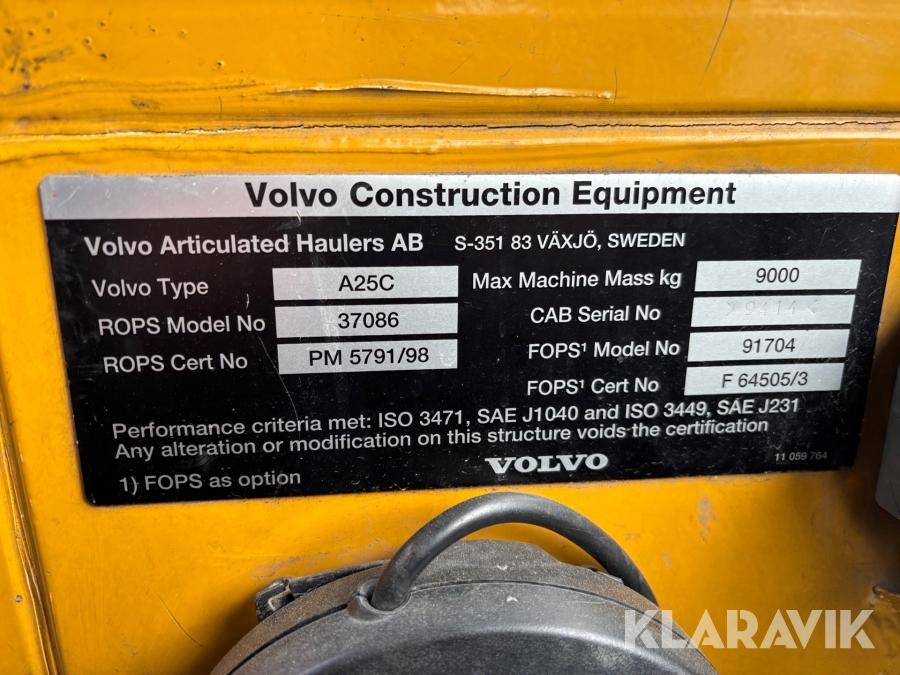 Volvo Construction Equipment
Volvo Articulated Haulers AB S-351 83 VÄXJÖ, SWEDEN
Volvo Type A25C Max Machine Mass kg 9000
ROPS Model No 37086 CAB Serial No >9414<
ROPS Cert No PM 5791/98 FOPS¹ Model No 91704
FOPS¹ Cert No F 64505/3
Performance criteria met: ISO 3471, SAE J1040 and ISO 3449, SAE J231
Any alteration or modification on this structure voids the certification
1) FOPS as option VOLVO 11 059 764
KLARAVIK